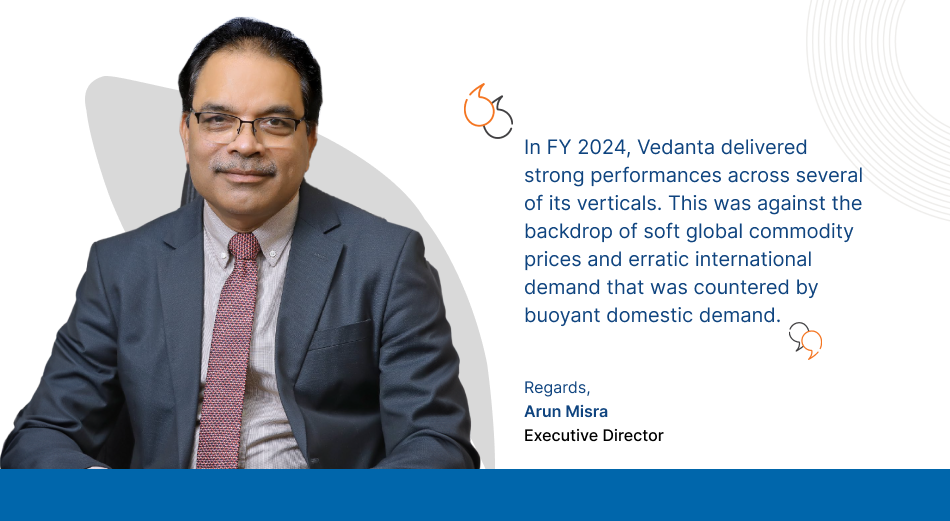 In FY 2024, Vedanta delivered
strong performances across several
of its verticals. This was against the
backdrop of soft global commodity
prices and erratic international
demand that was countered by
buoyant domestic demand.
Regards,
Arun Misra
Executive Director